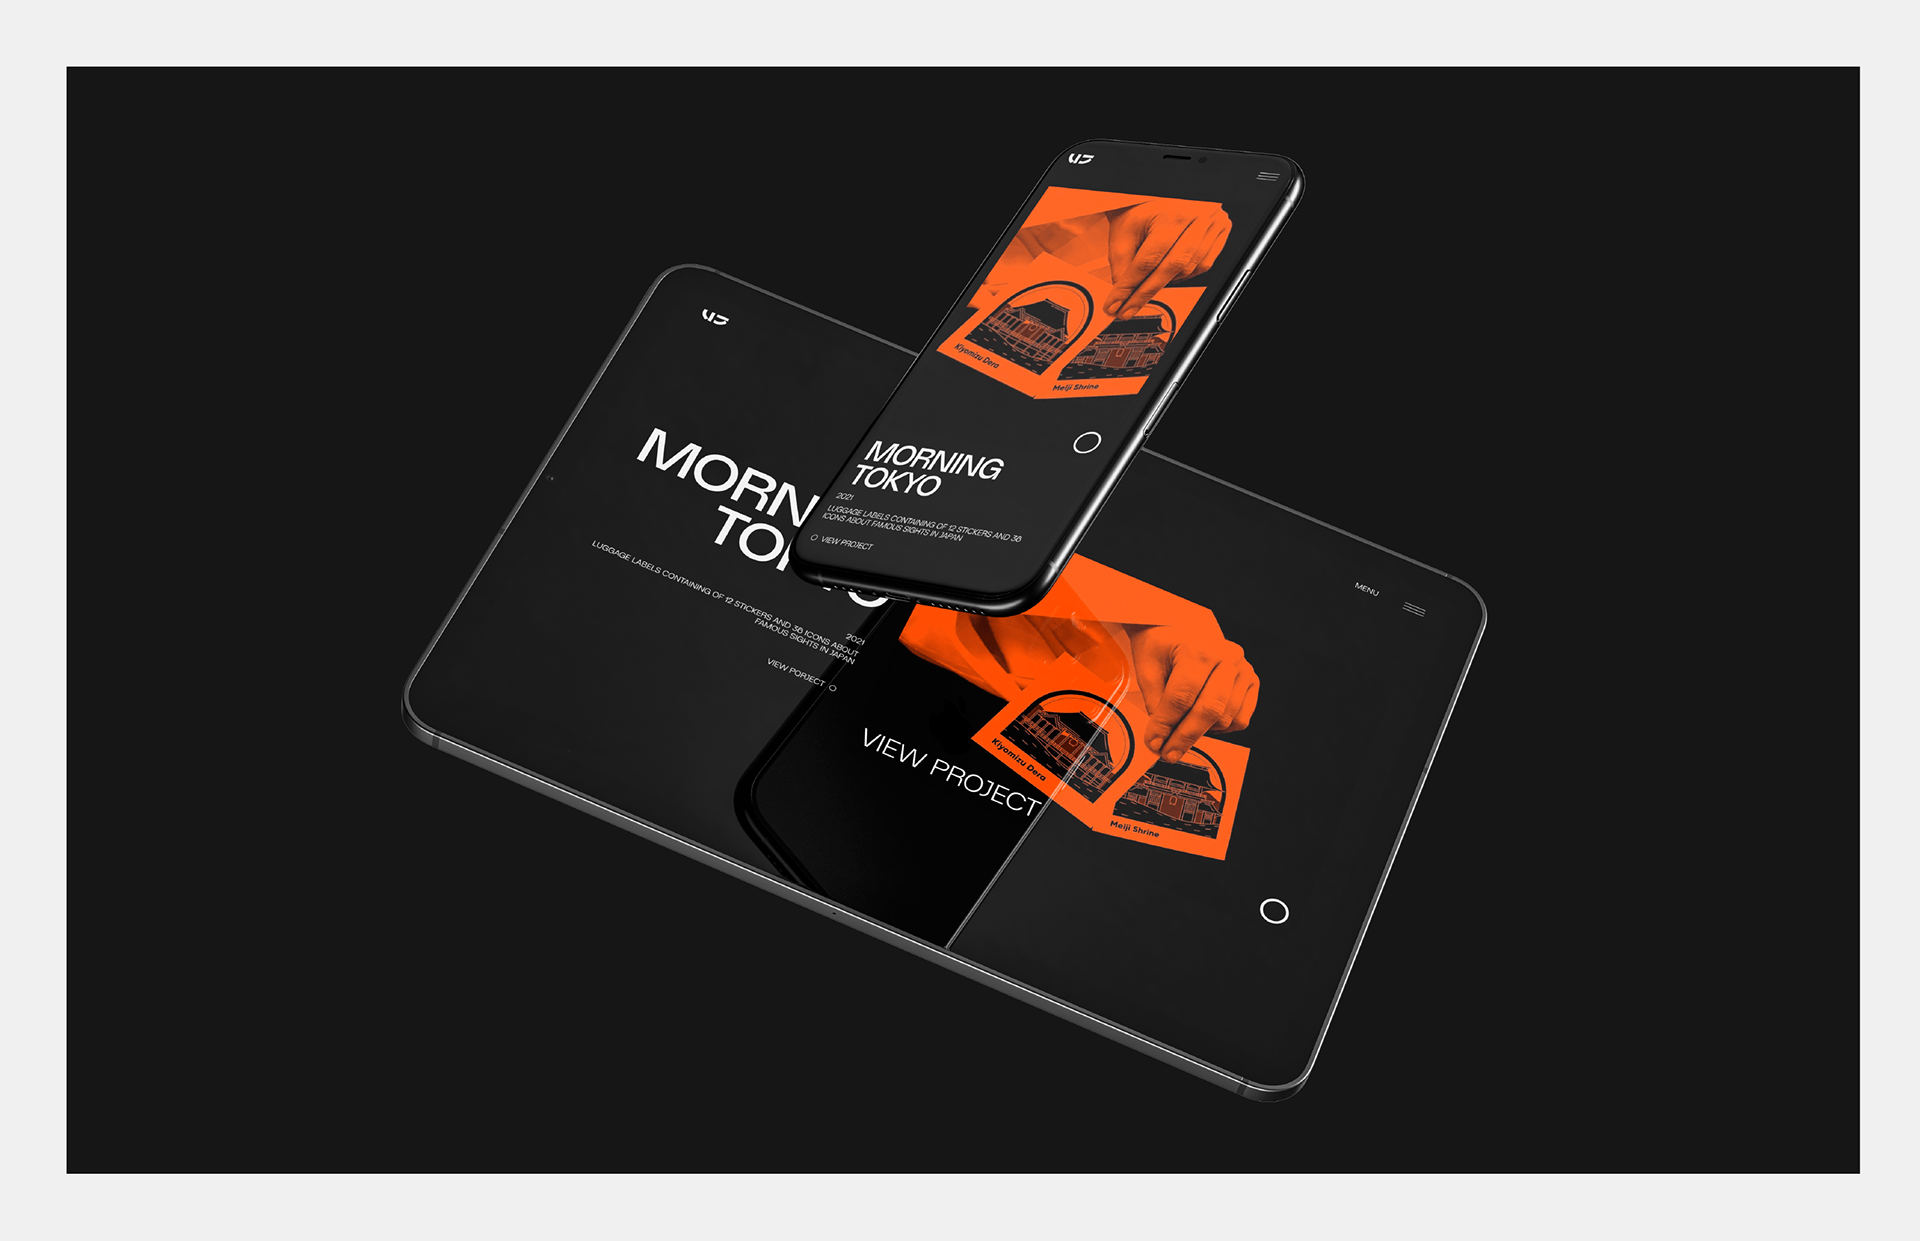 Kiyomizu Dera
Meiji Shrine
MORNING
TOKYO
2021
LUGGAGE LABELS CONTAINING OF 12 STICKERS AND 36
ICONS ABOUT FAMOUS SIGHTS IN JAPAN
VIEW PROJECT
MORN
TO
O
2021
LUGGAGE LABELS CONTAINING OF 12 STICKERS AND 36 ICONS ABOUT
FAMOUS SIGHTS IN JAPAN
VIEW PORJECT
MENU
VIEW PROJECT
Kiyomizu Dera
Meiji Shrine